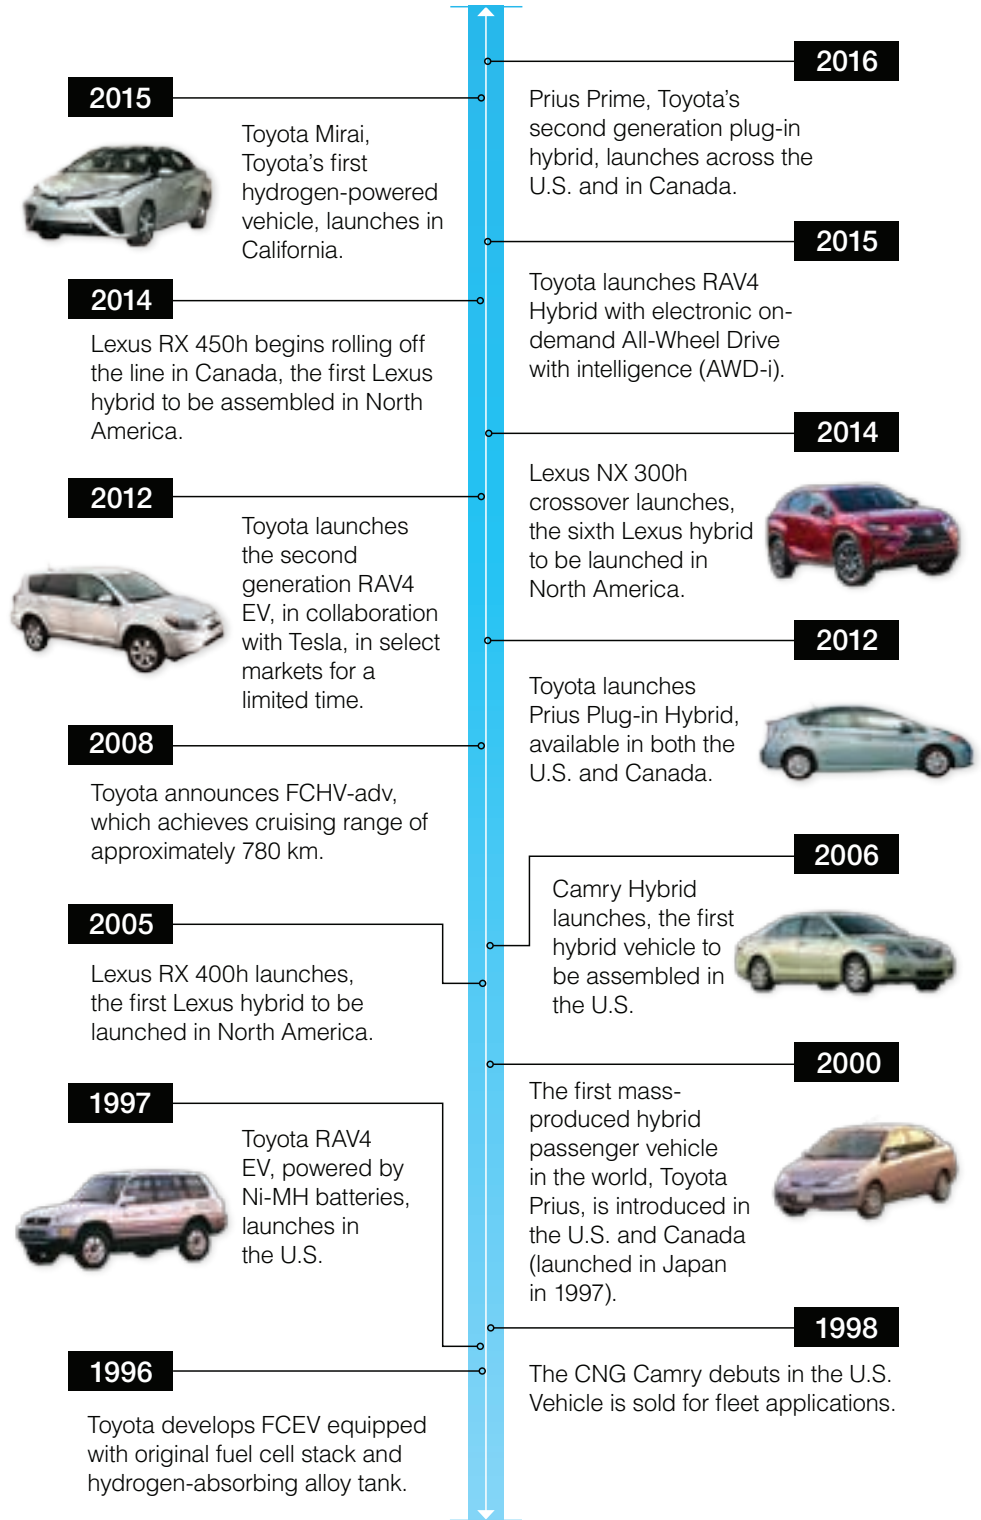 2016
Prius Prime, Toyota’s
second generation plug-in
hybrid, launches across the
U.S. and in Canada.
2015
Toyota Mirai,
Toyota’s first
hydrogen-powered
vehicle, launches in
California.
2015
Toyota launches RAV4
Hybrid with electronic on-
demand All-Wheel Drive
with intelligence (AWD-i).
2014
Lexus RX 450h begins rolling off
the line in Canada, the first Lexus
hybrid to be assembled in North
America.
2014
Lexus NX 300h
crossover launches,
the sixth Lexus hybrid
to be launched in
North America.
2012
Toyota launches
the second
generation RAV4
EV, in collaboration
with Tesla, in select
markets for a
limited time.
2012
Toyota launches
Prius Plug-in Hybrid,
available in both the
U.S. and Canada.
2008
Toyota announces FCHV-adv,
which achieves cruising range of
approximately 780 km.
2006
Camry Hybrid
launches, the first
hybrid vehicle to
be assembled in
the U.S.
2005
Lexus RX 400h launches,
the first Lexus hybrid to be
launched in North America.
2000
The first mass-
produced hybrid
passenger vehicle
in the world, Toyota
Prius, is introduced in
the U.S. and Canada
(launched in Japan
in 1997).
1997
Toyota RAV4
EV, powered by
Ni-MH batteries,
launches in
the U.S.
1998
The CNG Camry debuts in the U.S.
Vehicle is sold for fleet applications.
1996
Toyota develops FCEV equipped
with original fuel cell stack and
hydrogen-absorbing alloy tank.